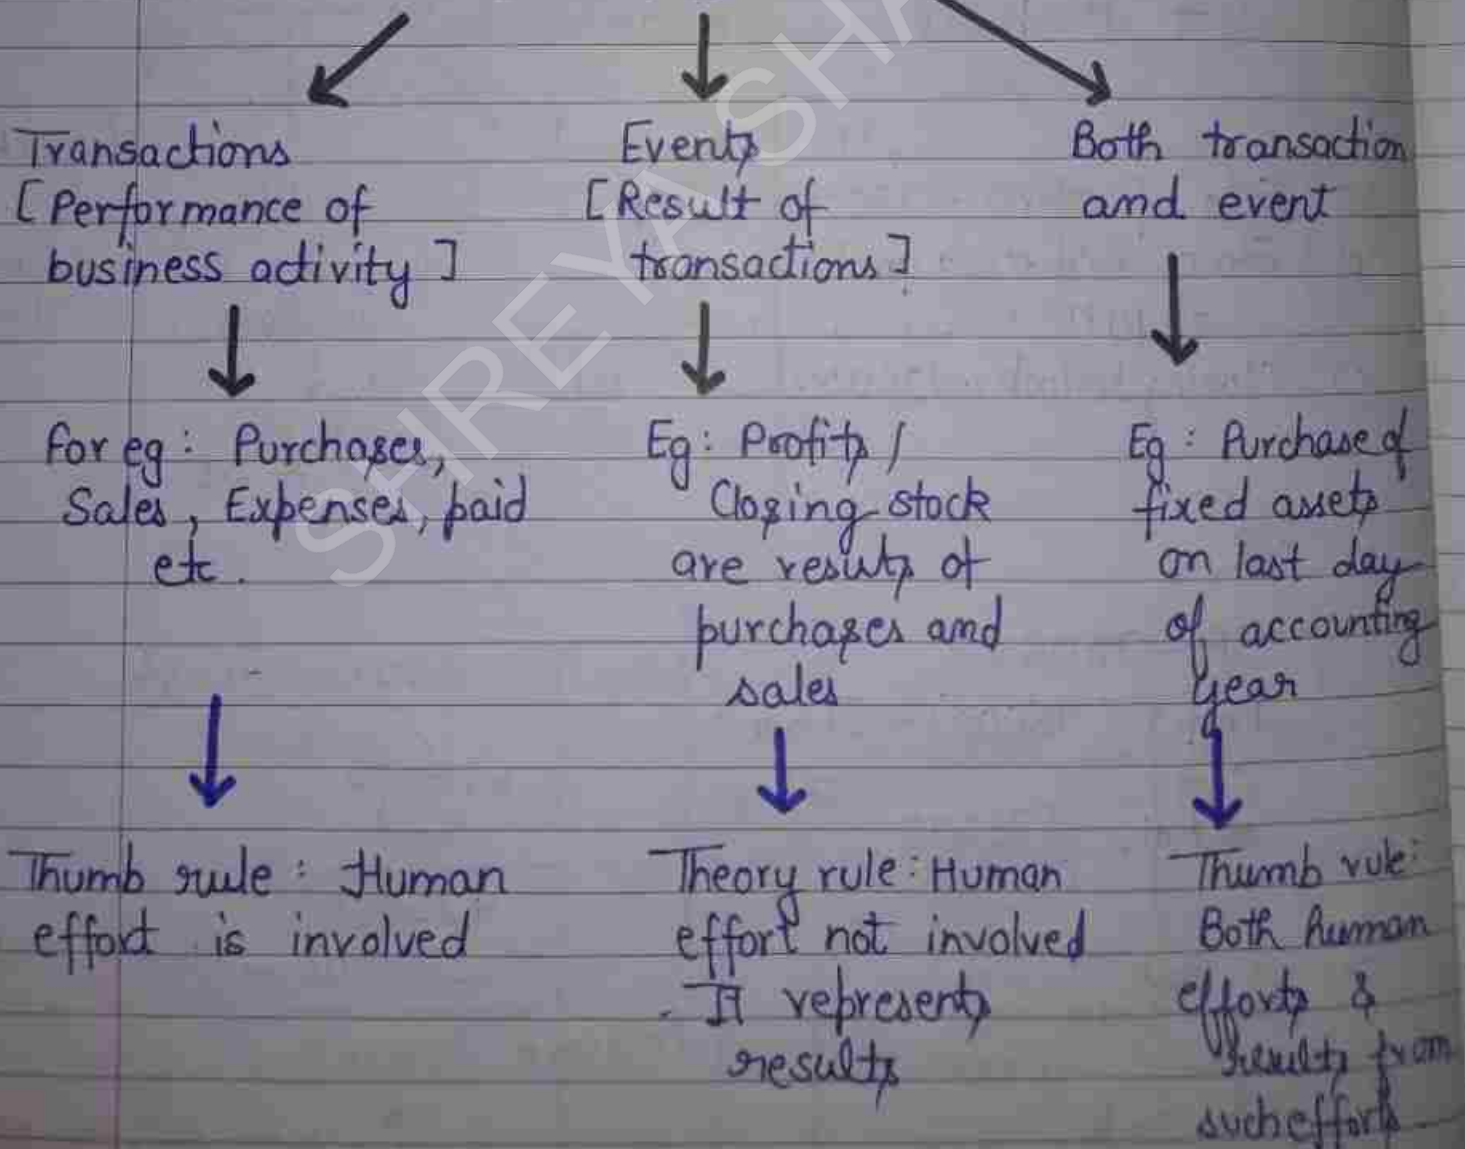 Transactions
[Performance of
business activity]
for eg: Purchases,
Sales, Expenses, paid
etc.
Thumb rule: Human
effort is involved
Events
[Result of
transactions]
Eg: Profits /
Closing stock
are results of
purchases and
sales
Theory rule: Human
effort not involved
. It represents
results
Both transaction
and event
Eg: Purchase of
fixed assets
on last day
of accounting
year
Thumb rule:
Both human
efforts &
results from
such efforts
SHREYA SHA